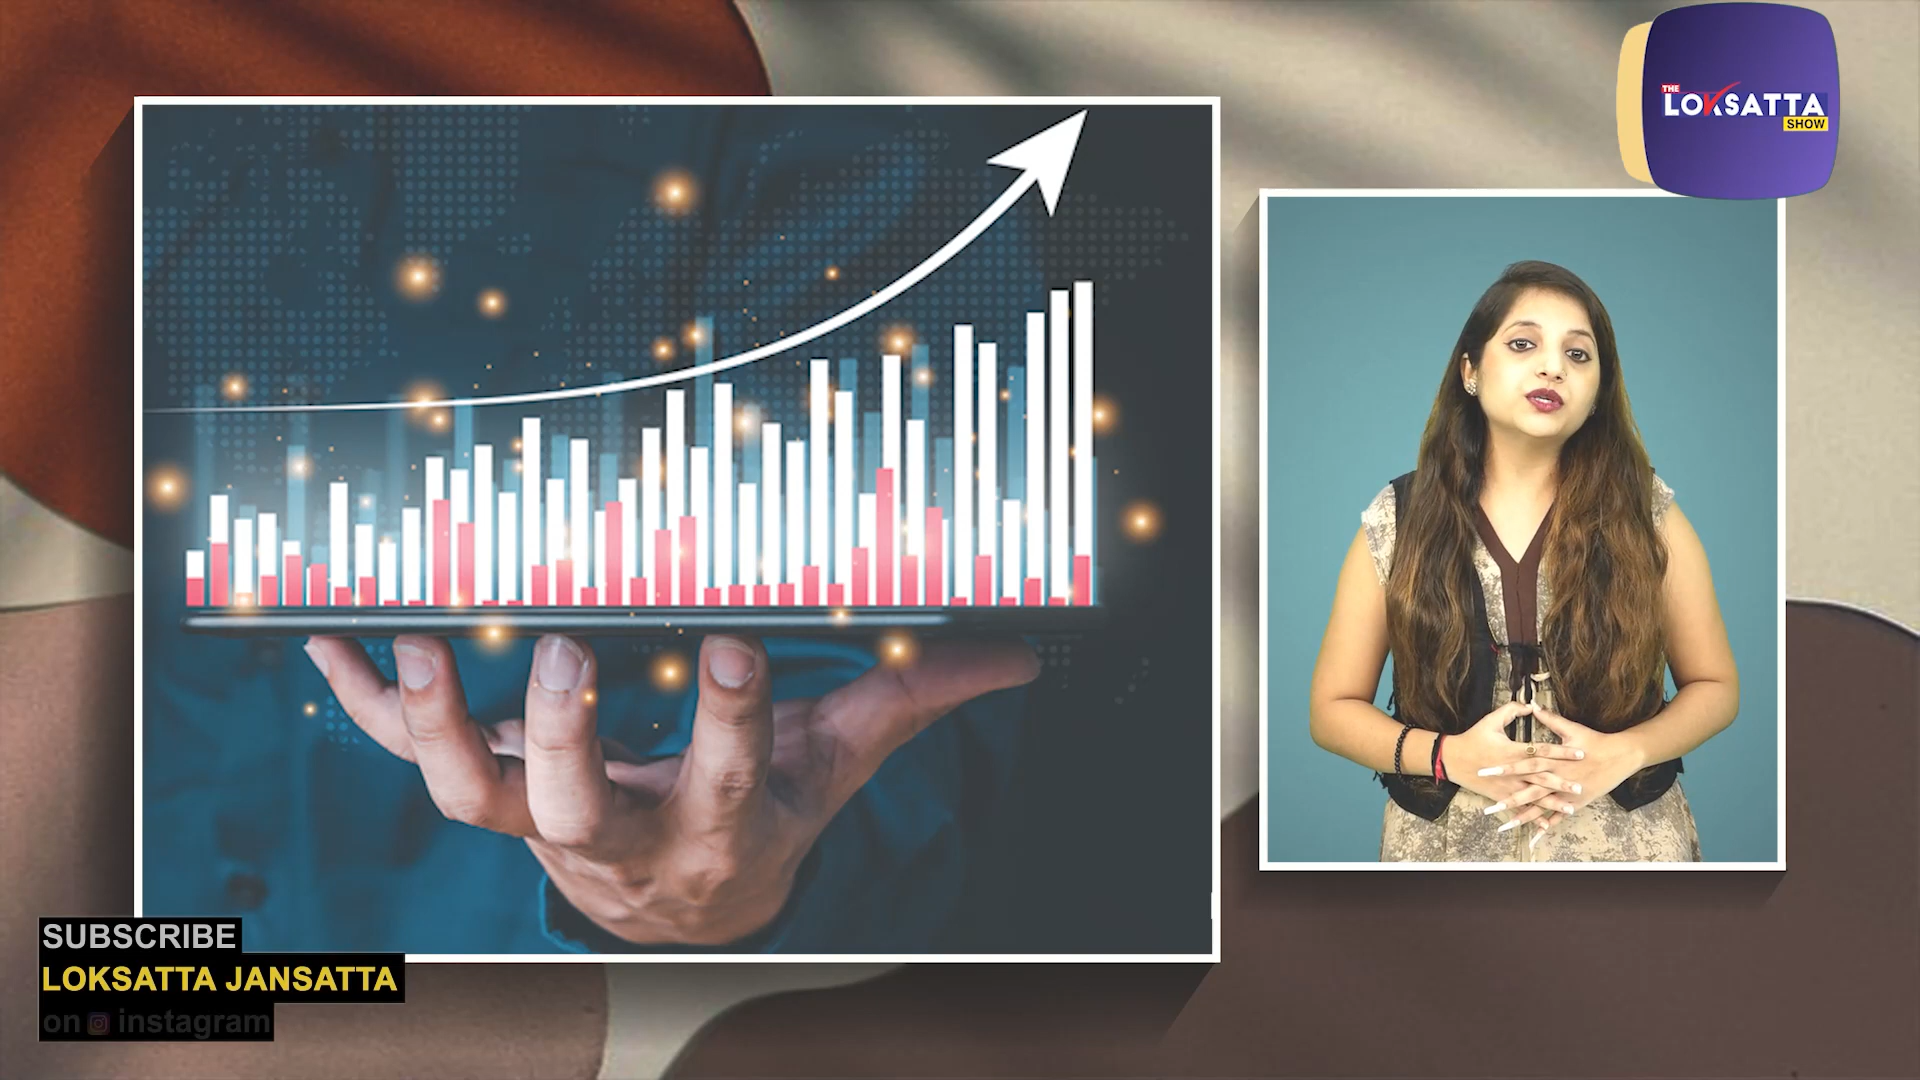 THE
LOKSATTA
SHOW
SUBSCRIBE
LOKSATTA JANSATTA
on instagram